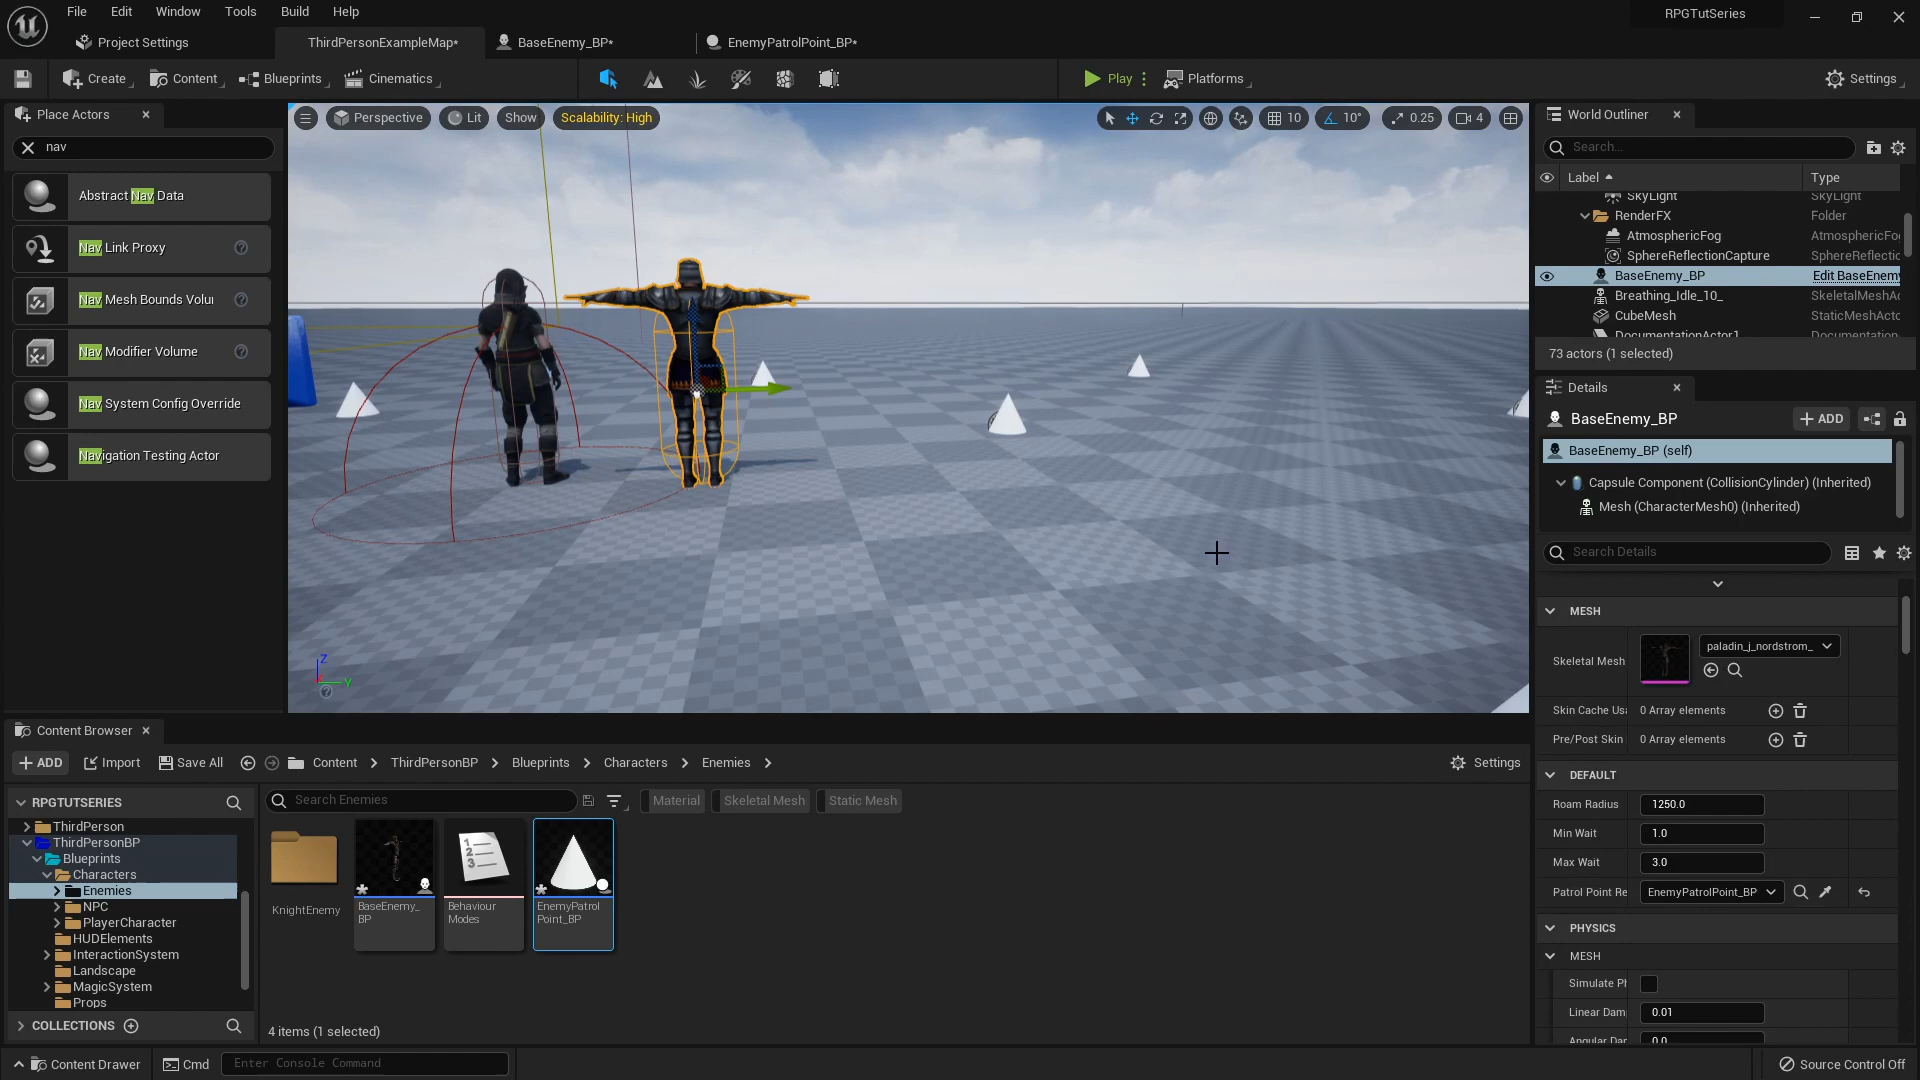 File Edit Window Tools Build Help
RPGTutSeries
Project Settings
ThirdPersonExampleMap*
BaseEnemy_BP*
EnemyPatrolPoint_BP*
Create
Content
Blueprints
Cinematics
Play
Platforms
Settings
Place Actors
nav
Abstract Nav Data
Nav Link Proxy
Nav Mesh Bounds Volu
Nav Modifier Volume
Nav System Config Override
Navigation Testing Actor
Perspective
Lit
Show
Scalability: High
10
10°
0.25
4
Z
Y
World Outliner
Search...
Label
Type
SkyLight SkyLight
RenderFX Folder
AtmosphericFog AtmosphericFo
SphereReflectionCapture SphereReflectic
BaseEnemy_BP Edit BaseEnemy
Breathing_Idle_10_ SkeletalMeshAc
CubeMesh StaticMeshActo
DocumentationActor1 Documentation
73 actors (1 selected)
Details
BaseEnemy_BP
ADD
BaseEnemy_BP (self)
Capsule Component (CollisionCylinder) (Inherited)
Mesh (CharacterMesh0) (Inherited)
Search Details
MESH
Skeletal Mesh
paladin_j_nordstrom_
Skin Cache Usa 0 Array elements
Pre/Post Skin 0 Array elements
DEFAULT
Roam Radius 1250.0
Min Wait 1.0
Max Wait 3.0
Patrol Point Re EnemyPatrolPoint_BP
PHYSICS
MESH
Simulate Ph
Linear Dam 0.01
Angular Dar 0.0
Content Browser
ADD
Import
Save All
Content
ThirdPersonBP
Blueprints
Characters
Enemies
Settings
RPGTUTSERIES
ThirdPerson
ThirdPersonBP
Blueprints
Characters
Enemies
NPC
PlayerCharacter
HUDElements
InteractionSystem
Landscape
MagicSystem
Props
COLLECTIONS
Search Enemies
Material
Skeletal Mesh
Static Mesh
KnightEnemy
BaseEnemy_
BP
Behaviour
Modes
EnemyPatrol
Point_BP
4 items (1 selected)
Content Drawer
Cmd
Enter Console Command
Source Control Off